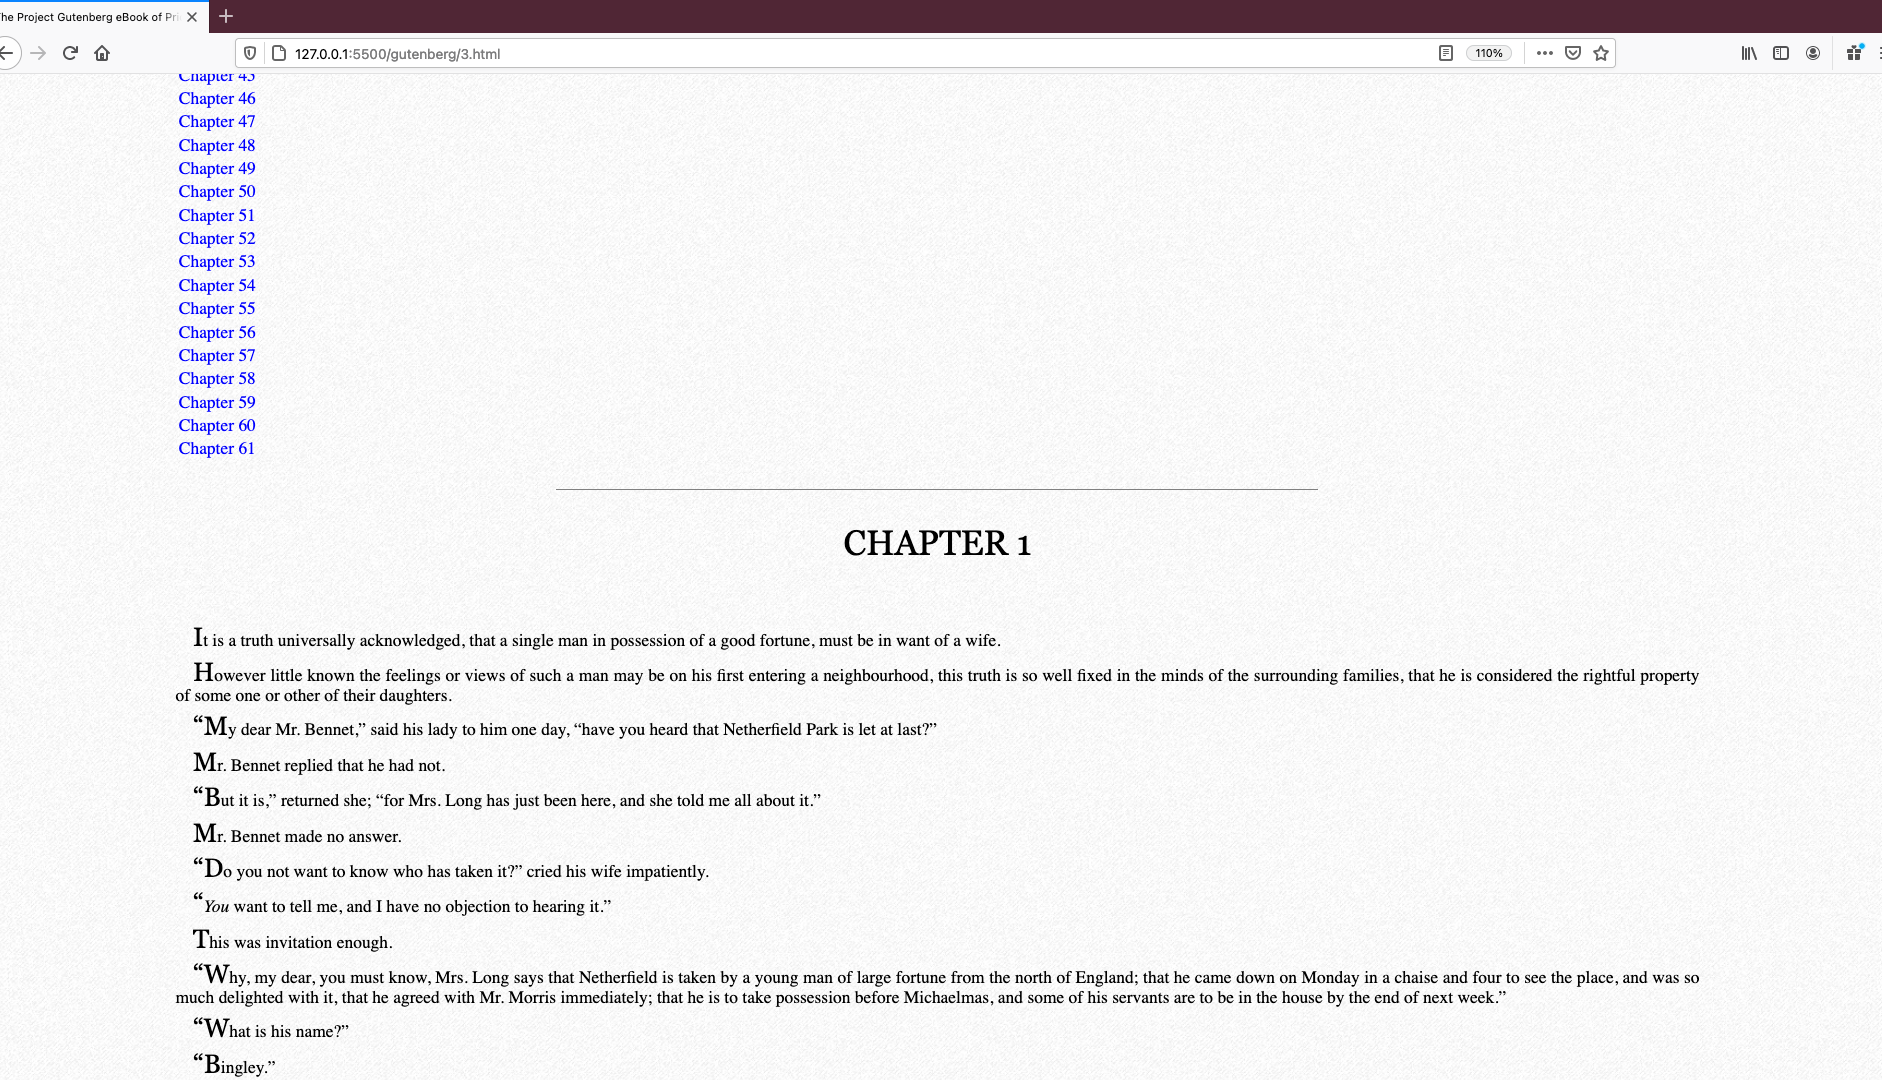 The Project Gutenberg eBook of Pri
127.0.0.1:5500/gutenberg/3.html
110%
Chapter 45
Chapter 46
Chapter 47
Chapter 48
Chapter 49
Chapter 50
Chapter 51
Chapter 52
Chapter 53
Chapter 54
Chapter 55
Chapter 56
Chapter 57
Chapter 58
Chapter 59
Chapter 60
Chapter 61
CHAPTER 1
It is a truth universally acknowledged, that a single man in possession of a good fortune, must be in want of a wife.
However little known the feelings or views of such a man may be on his first entering a neighbourhood, this truth is so well fixed in the minds of the surrounding families, that he is considered the rightful property
of some one or other of their daughters.
“My dear Mr. Bennet,” said his lady to him one day, “have you heard that Netherfield Park is let at last?”
Mr. Bennet replied that he had not.
“But it is,” returned she; “for Mrs. Long has just been here, and she told me all about it.”
Mr. Bennet made no answer.
“Do you not want to know who has taken it?” cried his wife impatiently.
“You want to tell me, and I have no objection to hearing it.”
This was invitation enough.
“Why, my dear, you must know, Mrs. Long says that Netherfield is taken by a young man of large fortune from the north of England; that he came down on Monday in a chaise and four to see the place, and was so
much delighted with it, that he agreed with Mr. Morris immediately; that he is to take possession before Michaelmas, and some of his servants are to be in the house by the end of next week.”
“What is his name?”
“Bingley.”